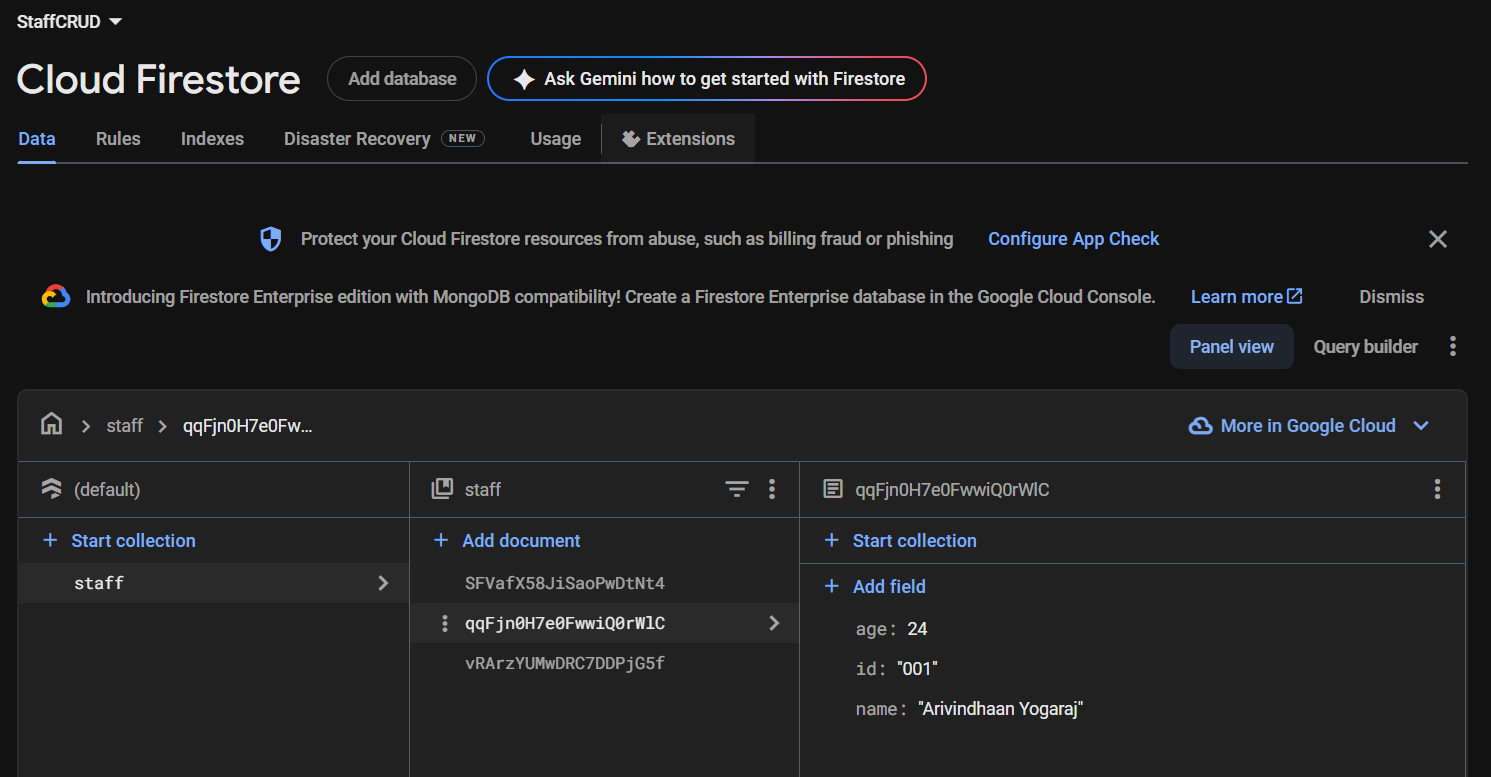 StaffCRUD
Cloud Firestore
Add database
Ask Gemini how to get started with Firestore
Data
Rules
Indexes
Disaster Recovery
NEW
Usage
Extensions
Protect your Cloud Firestore resources from abuse, such as billing fraud or phishing
Configure App Check
Introducing Firestore Enterprise edition with MongoDB compatibility! Create a Firestore Enterprise database in the Google Cloud Console.
Learn more
Dismiss
Panel view
Query builder
staff
qqFjn0H7e0Fw...
More in Google Cloud
(default)
staff
qqFjn0H7e0FwwiQ0rWlC
+ Start collection
+ Add document
+ Start collection
staff
SFVafX58JiSaoPwDtNt4
qqFjn0H7e0FwwiQ0rWlC
vRArzYUMwDRC7DDPjG5f
+ Add field
age: 24
id: "001"
name: "Arivindhaan Yogaraj"